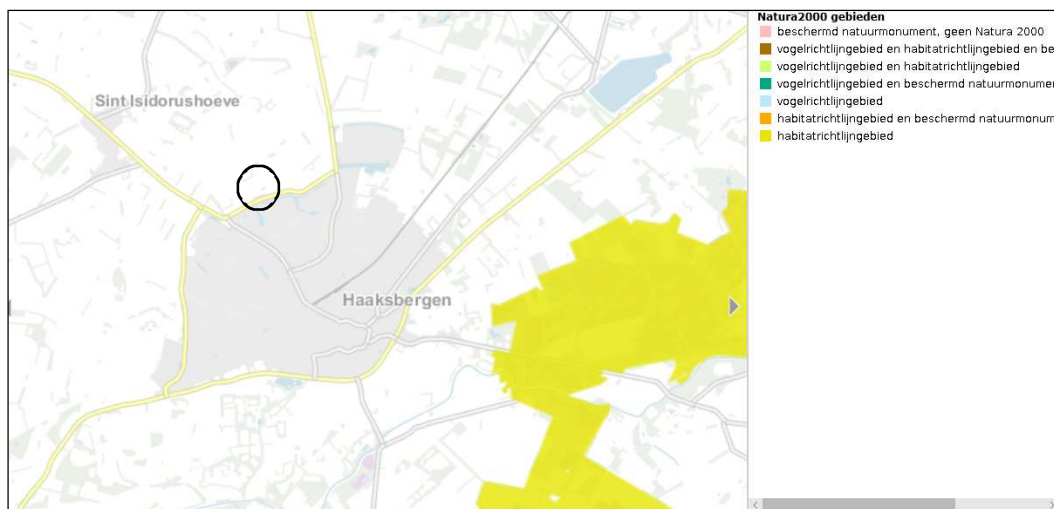 Sint Isidorushoeve
Haaksbergen
Natura2000 gebieden
beschermd natuurmonument, geen Natura 2000
vogelrichtlijngebied en habitatrichtlijngebied en be
vogelrichtlijngebied en habitatrichtlijngebied
vogelrichtlijngebied en beschermd natuurmonume
vogelrichtlijngebied
habitatrichtlijngebied en beschermd natuurmonum
habitatrichtlijngebied